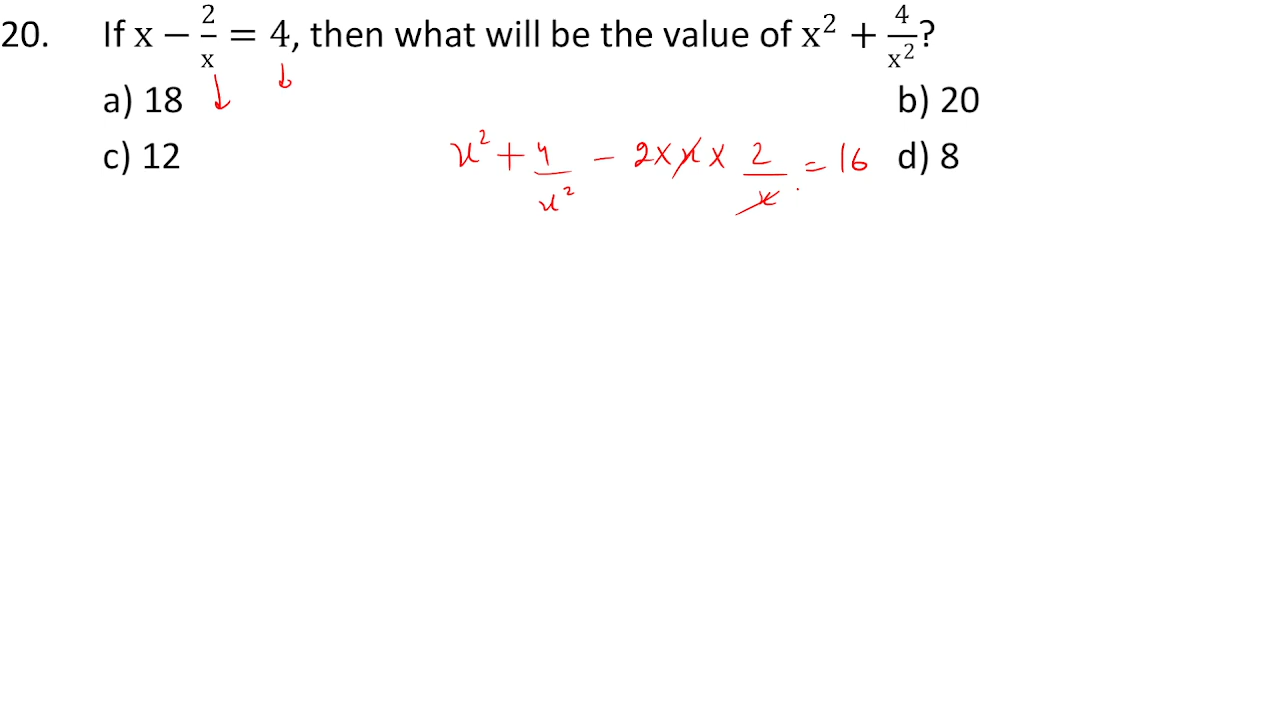 20. If x − 2/x = 4, then what will be the value of x² + 4/x²?
a) 18 b) 20
c) 12 d) 8
x² + 4/x² − 2 × x × 2/x = 16